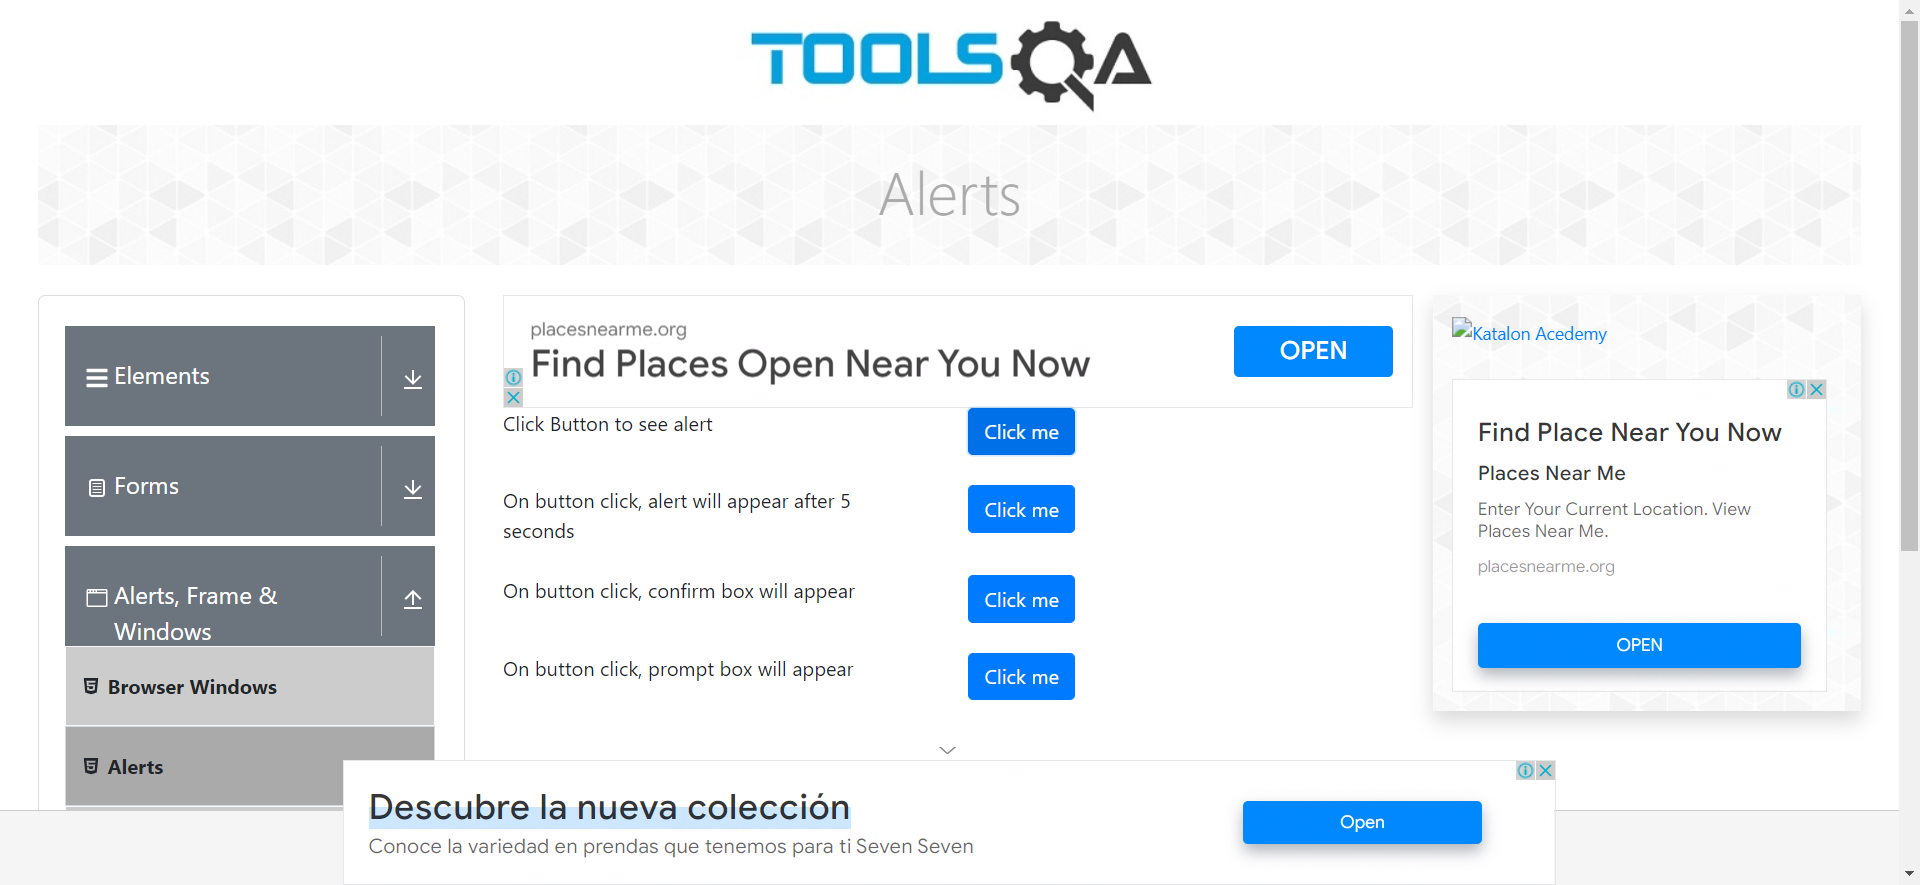 TOOLSQA
Alerts
Elements
Forms
Alerts, Frame &
Windows
Browser Windows
Alerts
placesnearme.org
Find Places Open Near You Now
OPEN
Click Button to see alert
Click me
On button click, alert will appear after 5
seconds
Click me
On button click, confirm box will appear
Click me
On button click, prompt box will appear
Click me
Katalon Acedemy
Find Place Near You Now
Places Near Me
Enter Your Current Location. View
Places Near Me.
placesnearme.org
OPEN
Descubre la nueva colección
Conoce la variedad en prendas que tenemos para ti Seven Seven
Open